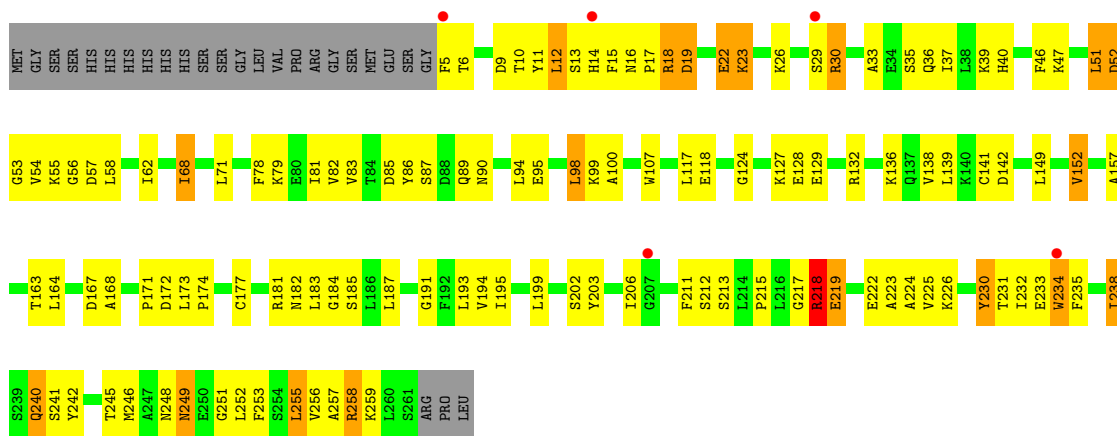 MET GLY SER SER HIS HIS HIS HIS HIS HIS SER SER GLY LEU VAL PRO ARG GLY SER MET GLU SER GLY F5 T6 D9 T10 Y11 L12 S13 H14 F15 N16 P17 R18 D19 E22 K23 K26 S29 R30 A33 E34 S35 Q36 I37 L38 K39 H40 F46 K47 L51 D52
G53 V54 K55 G56 D57 L58 I62 I68 L71 F78 K79 E80 I81 V82 V83 T84 D85 Y86 S87 D88 Q89 N90 L94 E95 L98 K99 A100 W107 L117 E118 G124 K127 E128 E129 R132 K136 Q137 V138 L139 K140 C141 D142 L149 V152 A157
T163 L164 D167 A168 P171 D172 L173 P174 C177 R181 N182 L183 G184 S185 L186 L187 G191 F192 L193 V194 I195 L199 S202 Y203 I206 G207 F211 S212 S213 L214 P215 L216 G217 R218 E219 E222 A223 A224 V225 K226 Y230 T231 I232 E233 W234 F235
S239 Q240 S241 Y242 T245 M246 A247 N248 N249 E250 G251 L252 F253 S254 L255 V256 A257 R258 K259 L260 S261 ARG PRO LEU